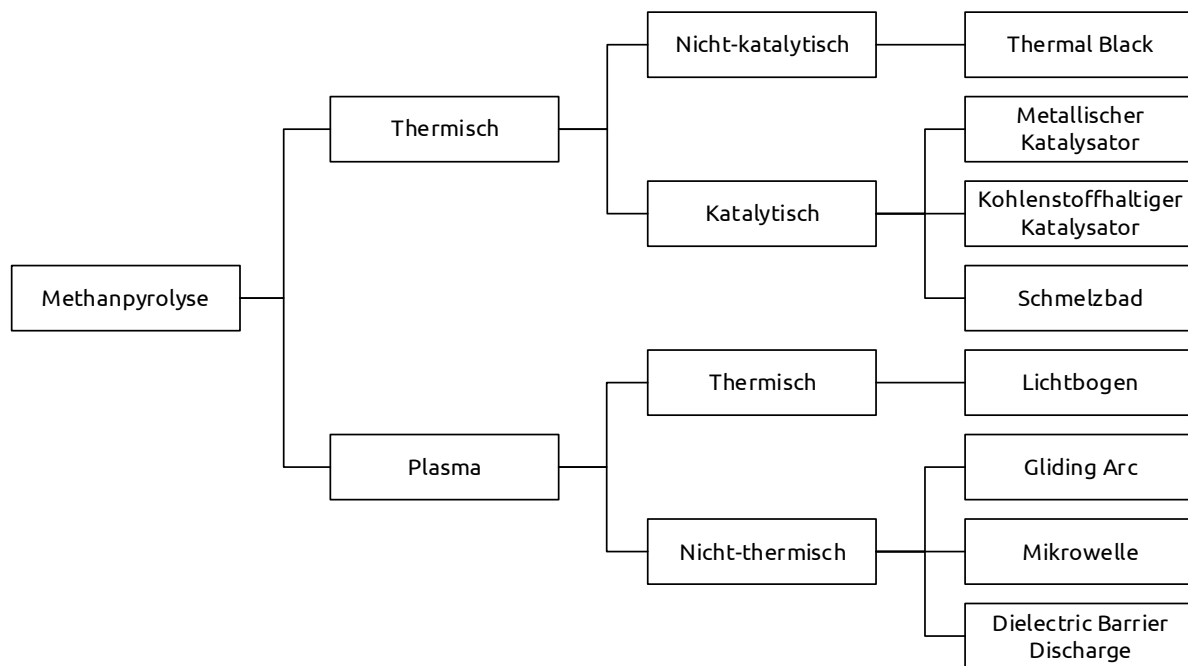 Nicht-katalytisch
Thermal Black
Thermisch
Metallischer
Katalysator
Katalytisch
Kohlenstoffhaltiger
Katalysator
Methanpyrolyse
Schmelzbad
Thermisch
Lichtbogen
Plasma
Gliding Arc
Nicht-thermisch
Mikrowelle
Dielectric Barrier
Discharge